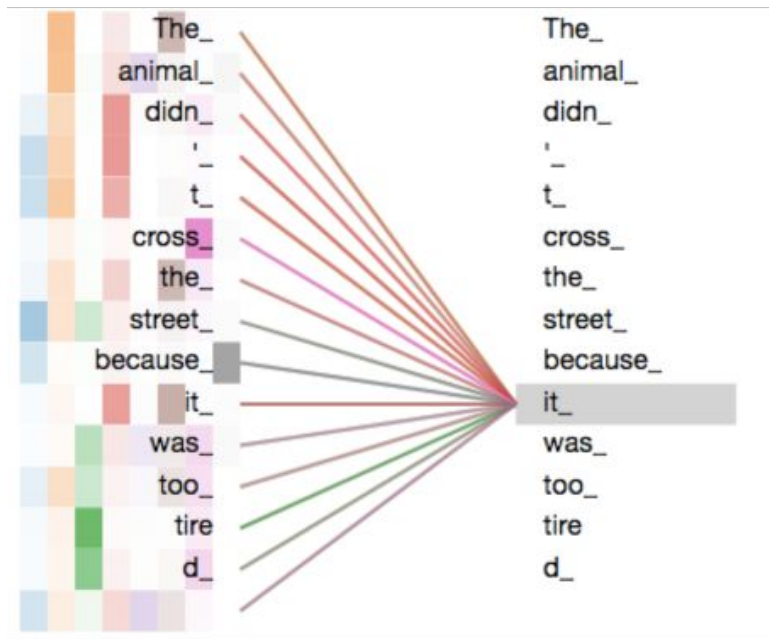 The_ The_
animal_ animal_
didn_ didn_
'_ '_
t_ t_
cross_ cross_
the_ the_
street_ street_
because_ because_
it_ it_
was_ was_
too_ too_
tire tire
d_ d_